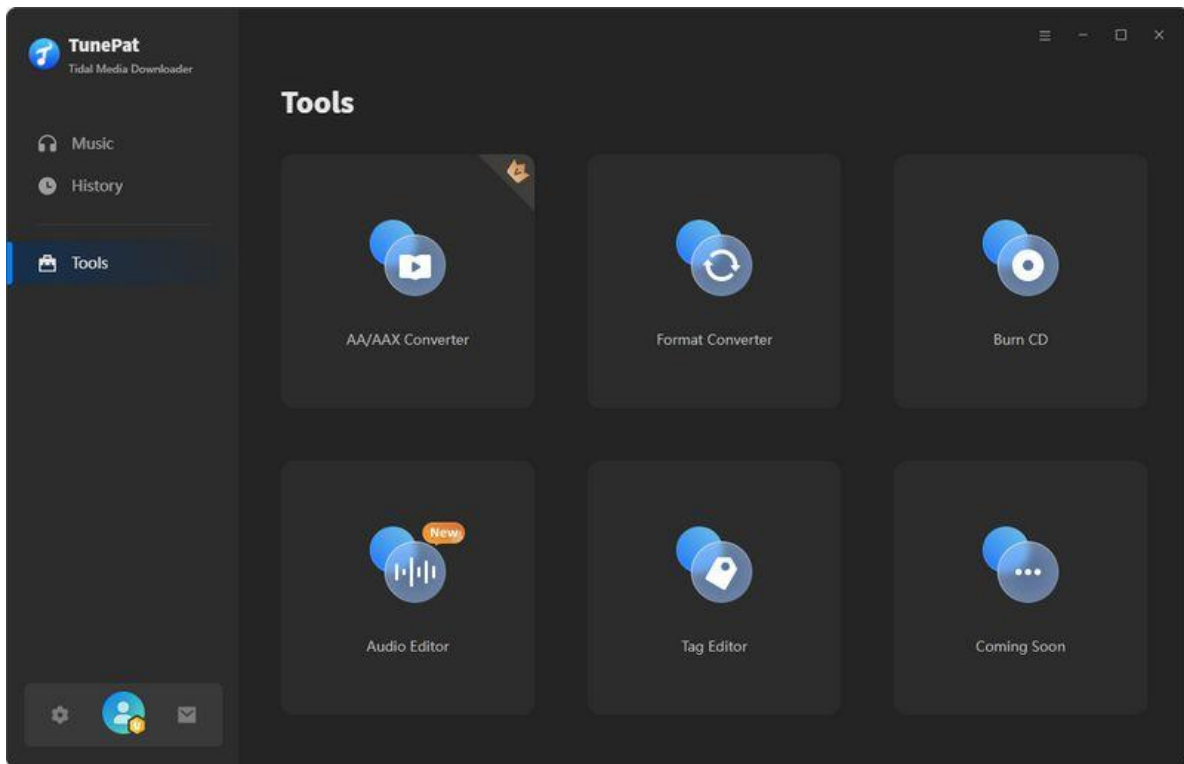 TunePat
Tidal Media Downloader
Music
History
Tools
Tools
AA/AAX Converter
Format Converter
Burn CD
New
Audio Editor
Tag Editor
Coming Soon